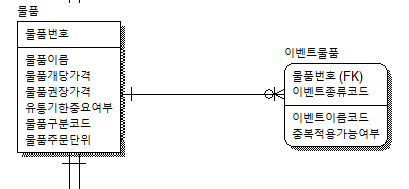 물품
물품번호
물품이름
물품개당가격
물품권장가격
유통기한중요여부
물품구분코드
물품주문단위
이벤트물품
물품번호 (FK)
이벤트종류코드
이벤트이름코드
중복적용가능여부